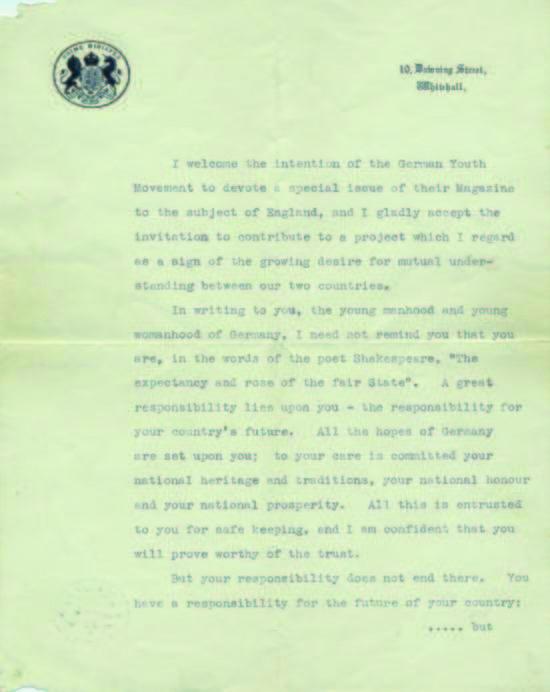 PRIME MINISTER
10, Downing Street,
Whitehall,
I welcome the intention of the German Youth
Movement to devote a special issue of their Magazine
to the subject of England, and I gladly accept the
invitation to contribute to a project which I regard
as a sign of the growing desire for mutual under-
standing between our two countries.
In writing to you, the young manhood and young
womanhood of Germany, I need not remind you that you
are, in the words of the poet Shakespeare, "The
expectancy and rose of the fair State". A great
responsibility lies upon you - the responsibility for
your country's future. All the hopes of Germany
are set upon you; to your care is committed your
national heritage and traditions, your national honour
and your national prosperity. All this is entrusted
to you for safe keeping, and I am confident that you
will prove worthy of the trust.
But your responsibility does not end there. You
have a responsibility for the future of your country:
..... but